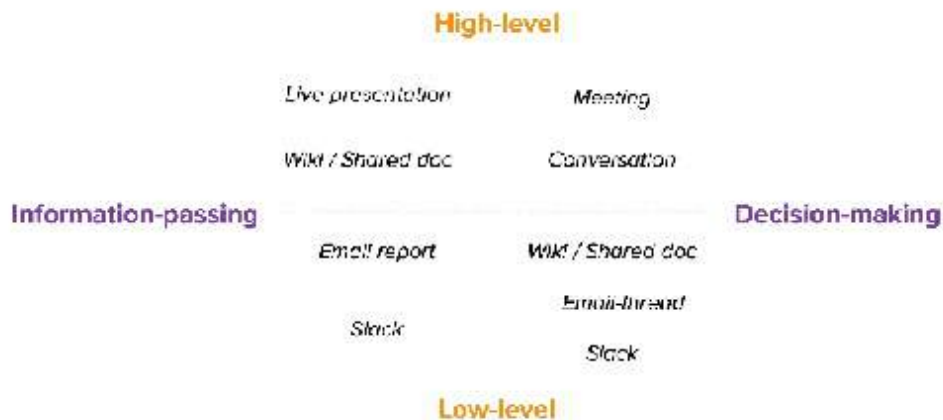 High-level
Live presentation Meeting
Wiki / Shared doc Conversation
Information-passing Decision-making
Email report Wiki / Shared doc
Email-thread
Slack
Slack
Low-level